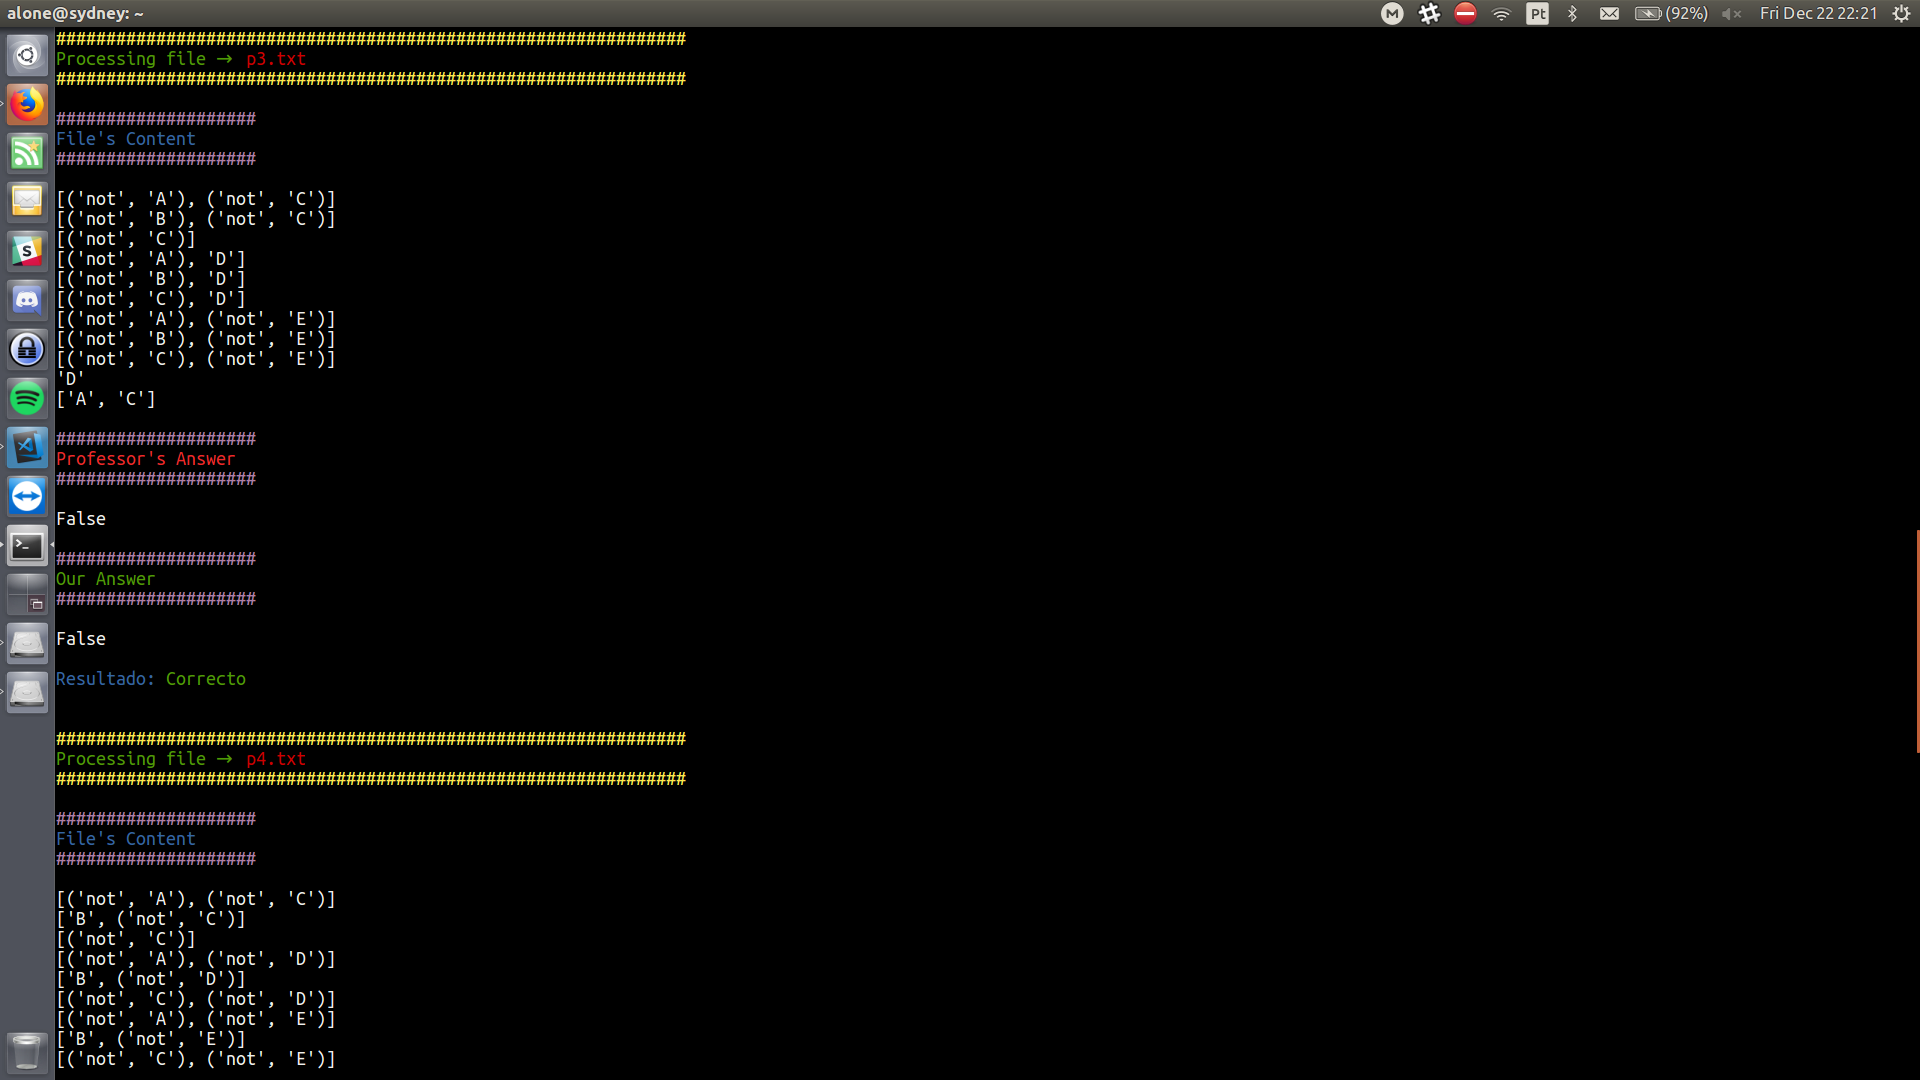 alone@sydney: ~
M
Pt
(92%)
Fri Dec 22 22:21
###############################################################
Processing file → p3.txt
###############################################################
####################
File's Content
####################
[('not', 'A'), ('not', 'C')]
[('not', 'B'), ('not', 'C')]
[('not', 'C')]
[('not', 'A'), 'D']
[('not', 'B'), 'D']
[('not', 'C'), 'D']
[('not', 'A'), ('not', 'E')]
[('not', 'B'), ('not', 'E')]
[('not', 'C'), ('not', 'E')]
'D'
['A', 'C']
####################
Professor's Answer
####################
False
####################
Our Answer
####################
False
Resultado: Correcto
###############################################################
Processing file → p4.txt
###############################################################
####################
File's Content
####################
[('not', 'A'), ('not', 'C')]
['B', ('not', 'C')]
[('not', 'C')]
[('not', 'A'), ('not', 'D')]
['B', ('not', 'D')]
[('not', 'C'), ('not', 'D')]
[('not', 'A'), ('not', 'E')]
['B', ('not', 'E')]
[('not', 'C'), ('not', 'E')]